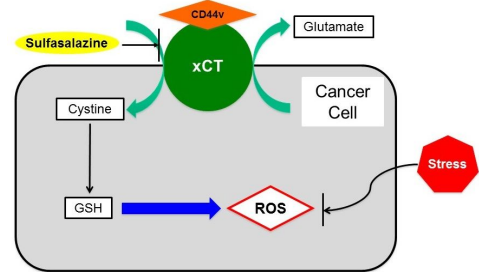 CD44v
Sulfasalazine
Glutamate
xCT
Cystine
Cancer
Cell
Stress
GSH
ROS